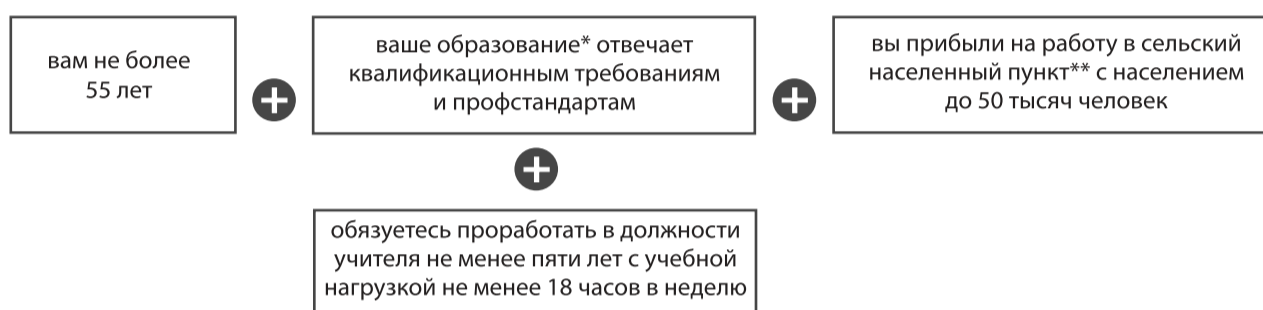 вам не более
55 лет
ваше образование* отвечает
квалификационным требованиям
и профстандартам
вы прибыли на работу в сельский
населенный пункт** с населением
до 50 тысяч человек
обязуетесь проработать в должности
учителя не менее пяти лет с учебной
нагрузкой не менее 18 часов в неделю